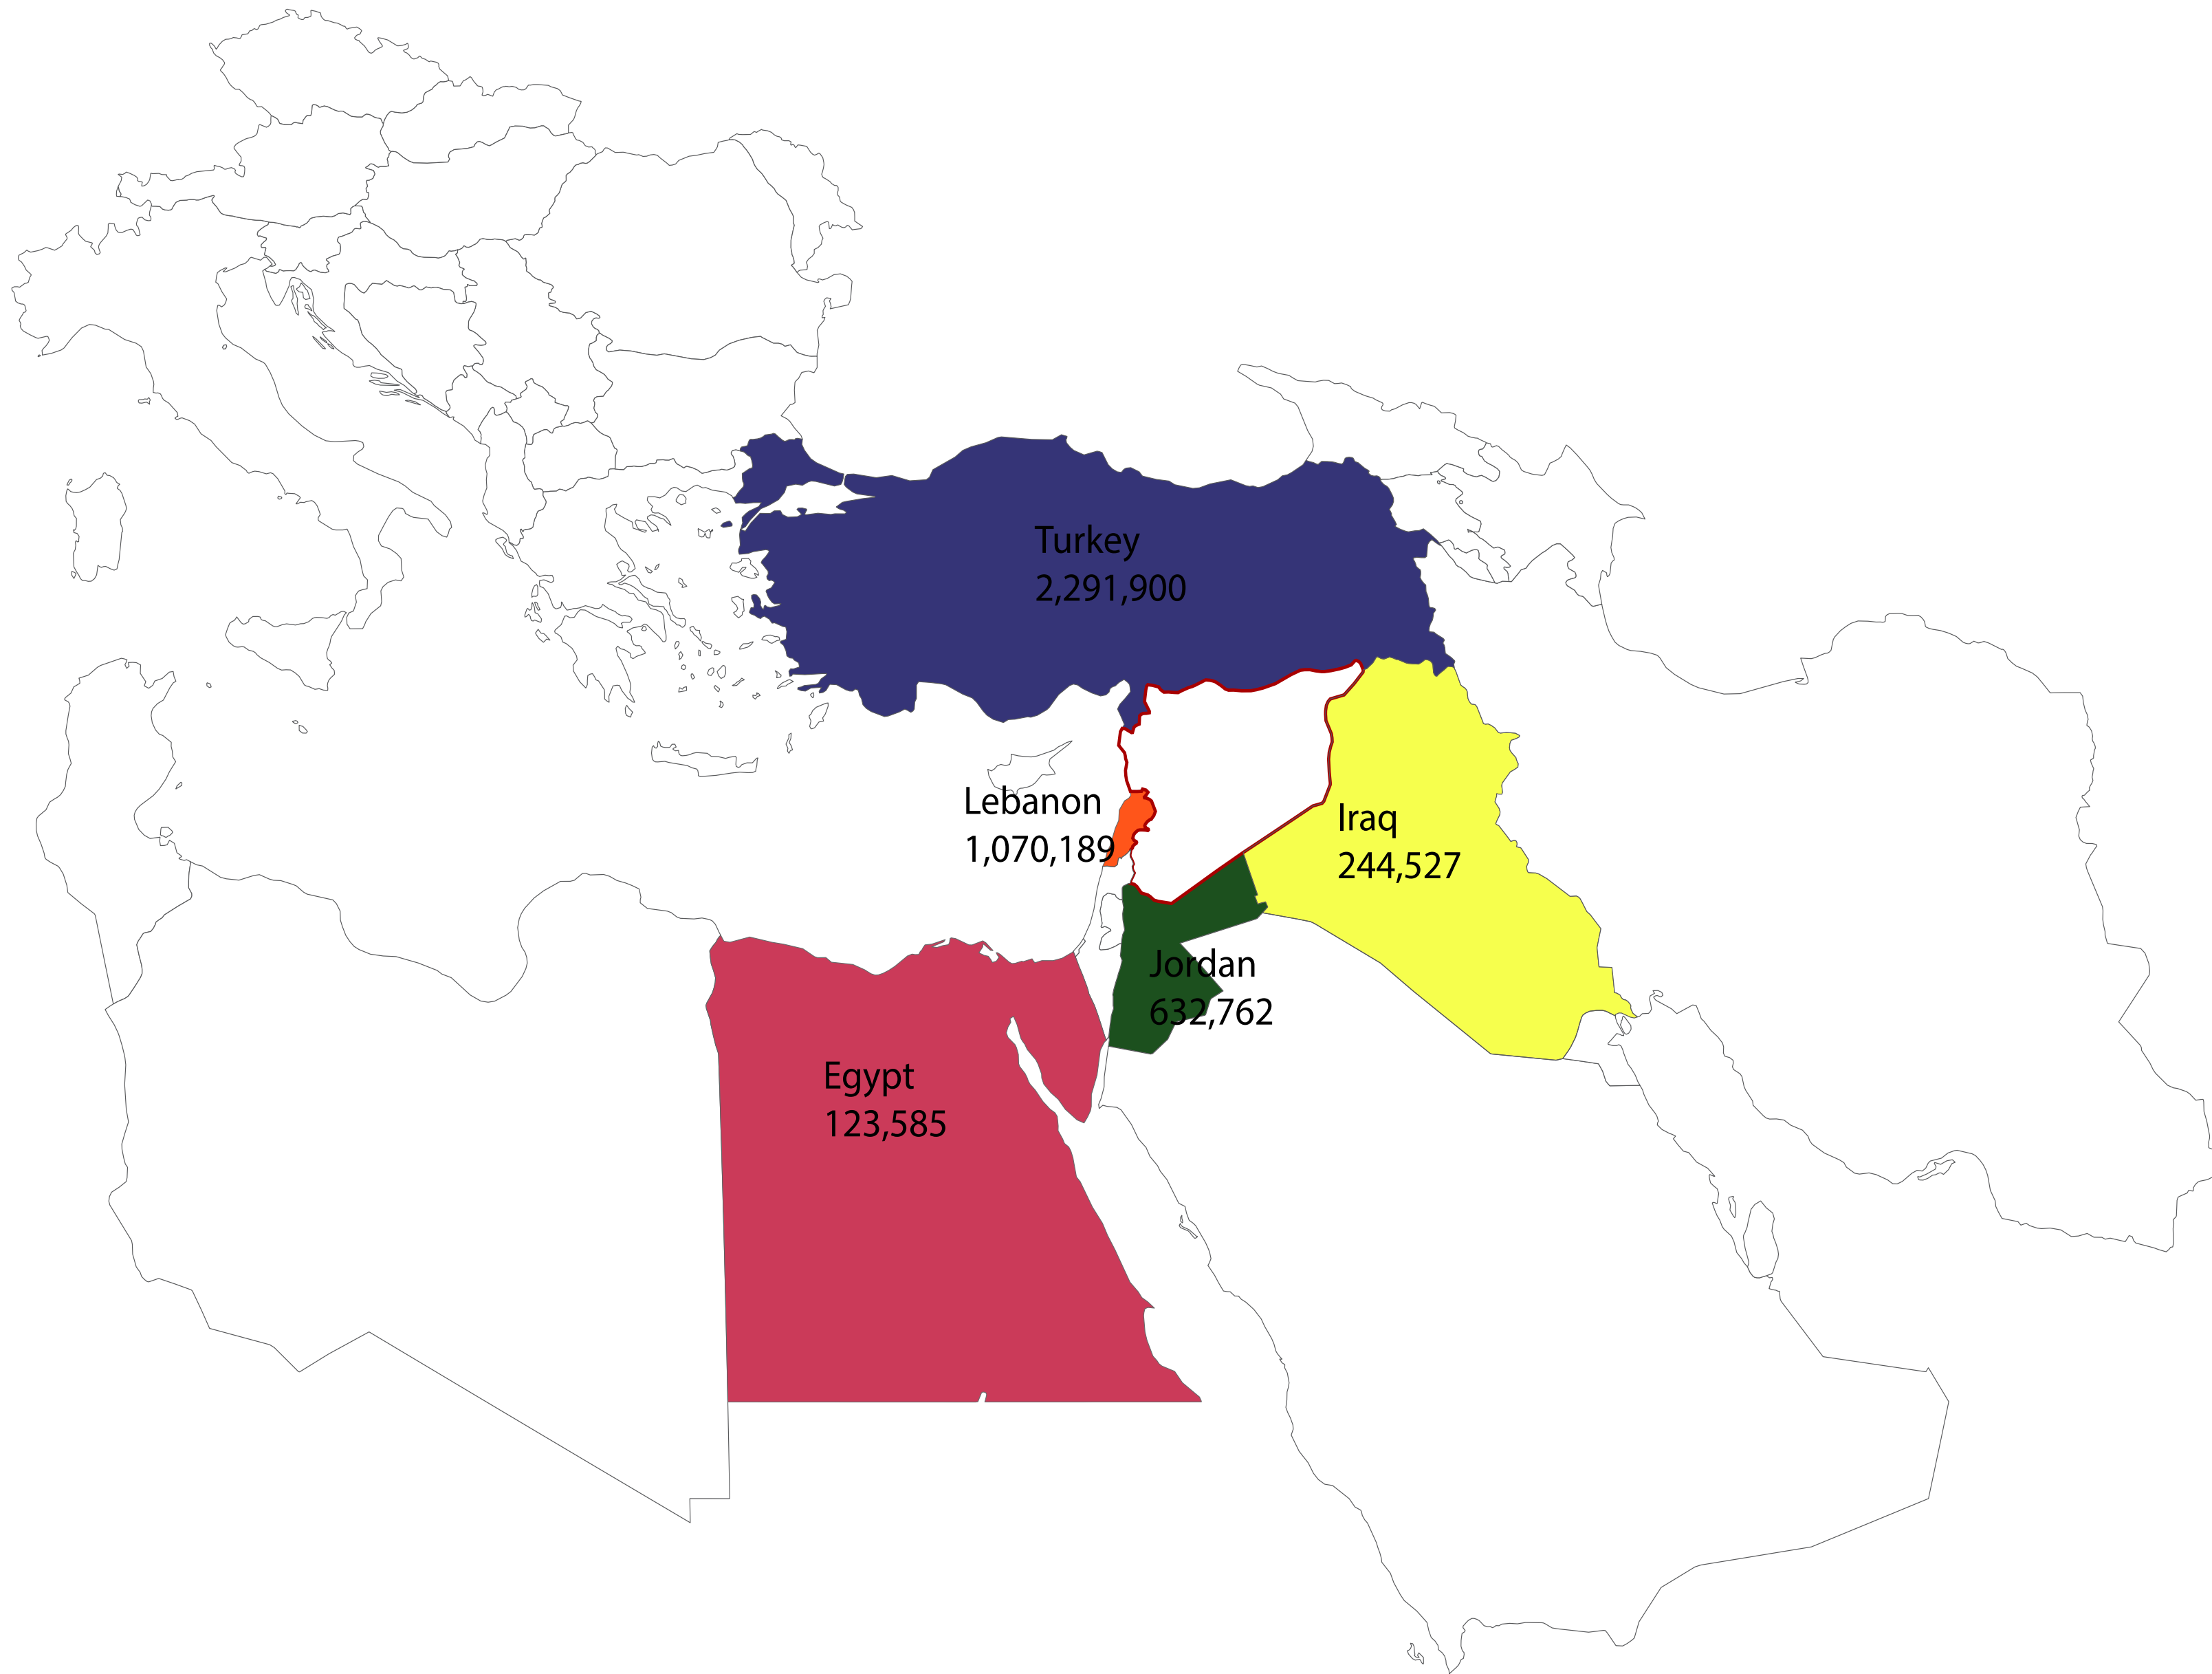 Turkey
2,291,900
Lebanon
1,070,189
Iraq
244,527
Jordan
632,762
Egypt
123,585